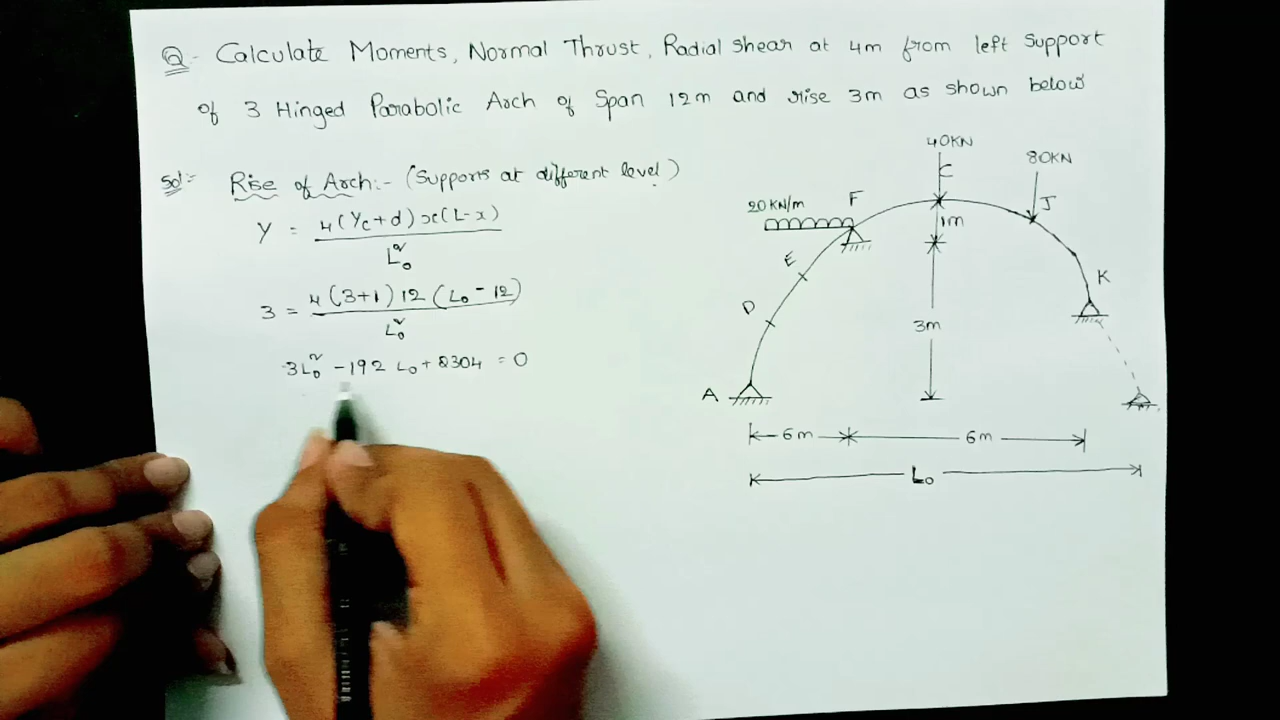 Q - Calculate Moments, Normal Thrust, Radial shear at 4m from left support
of 3 Hinged Parabolic Arch of Span 12m and rise 3m as shown below
Sol:- Rise of Arch:- (Supports at different level)
Y = 4(Yc+d)x(L-x) / L₀²
3 = 4(3+1)12(L₀-12) / L₀²
3L₀² - 192 L₀ + 2304 = 0
40KN
C
80KN
J
20 KN/m
F
1m
E
K
D
3m
A
6m
6m
L₀